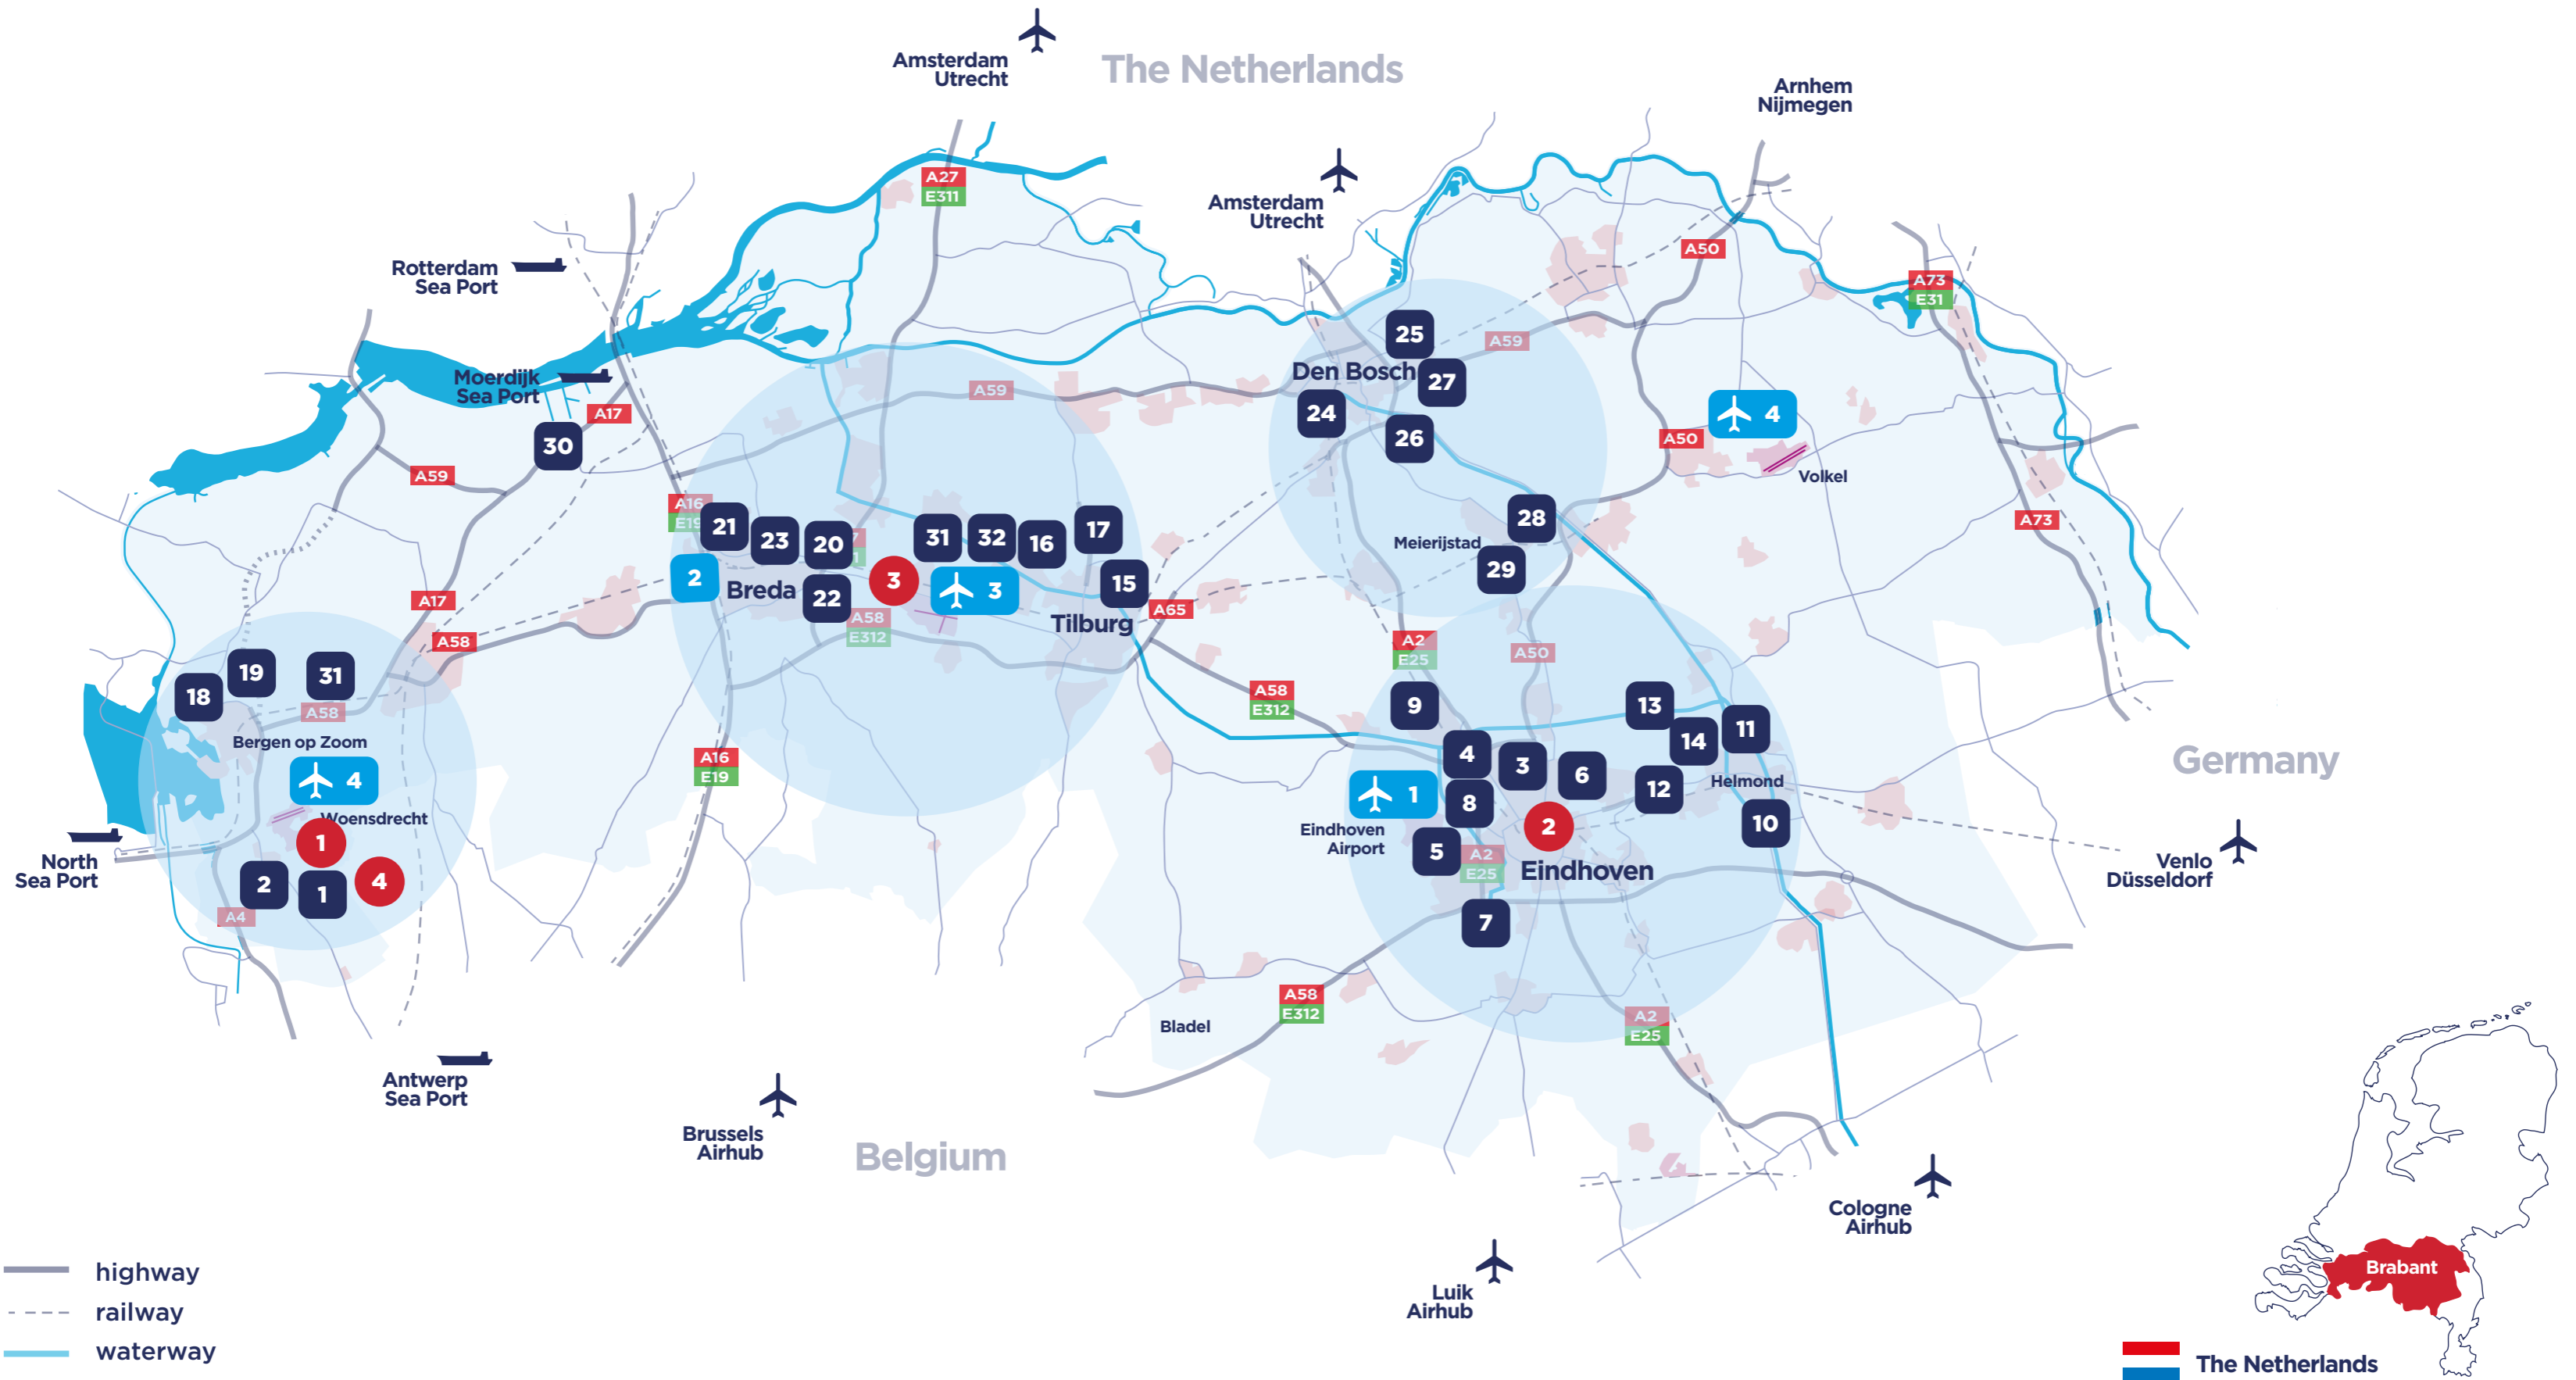 Amsterdam
Utrecht
The Netherlands
Arnhem
Nijmegen
A27
E311
Amsterdam
Utrecht
A50
Rotterdam
Sea Port
A73
E31
25
A59
Den Bosch
27
Moerdijk
Sea Port
A59
A17
24
4
30
26
A50
A59
Volkel
A16
E19
21
23
20
31
32
16
17
28
A73
Meierijstad
2
Breda
22
3
3
15
29
A17
A58
E312
Tilburg
A65
A58
A2
E25
A50
19
31
18
A58
A58
E312
9
13
11
14
Bergen op Zoom
4
3
6
Germany
A16
E19
4
1
8
12
Helmond
Woensdrecht
1
Eindhoven
Airport
2
10
North
Sea Port
5
A2
E25
Eindhoven
Venlo
Düsseldorf
2
1
4
A4
7
A58
E312
Bladel
A2
E25
Antwerp
Sea Port
Brussels
Airhub
Belgium
Cologne
Airhub
Luik
Airhub
highway
railway
waterway
Brabant
The Netherlands